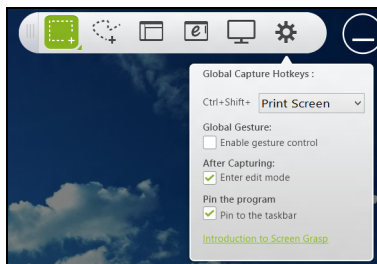 Global Capture Hotkeys :
Ctrl+Shift+ Print Screen
Global Gesture:
Enable gesture control
After Capturing:
Enter edit mode
Pin the program
Pin to the taskbar
Introduction to Screen Grasp